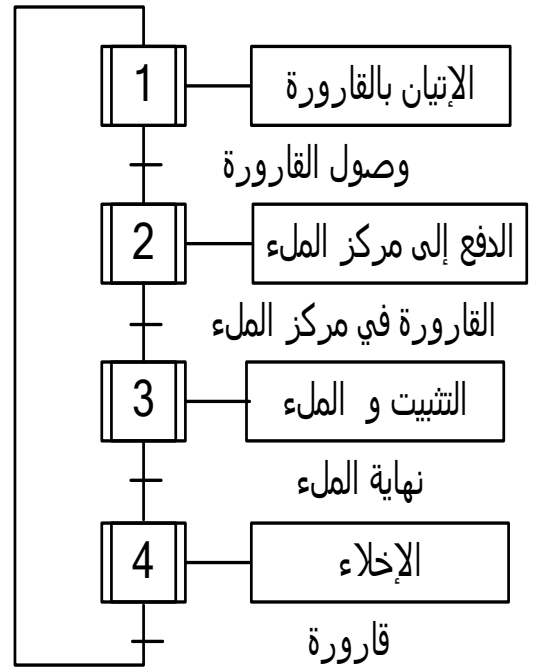 1 الإتيان بالقارورة
وصول القارورة
2 الدفع إلى مركز الملء
القارورة في مركز الملء
3 التثبيت و الملء
نهاية الملء
4 الإخلاء
قارورة